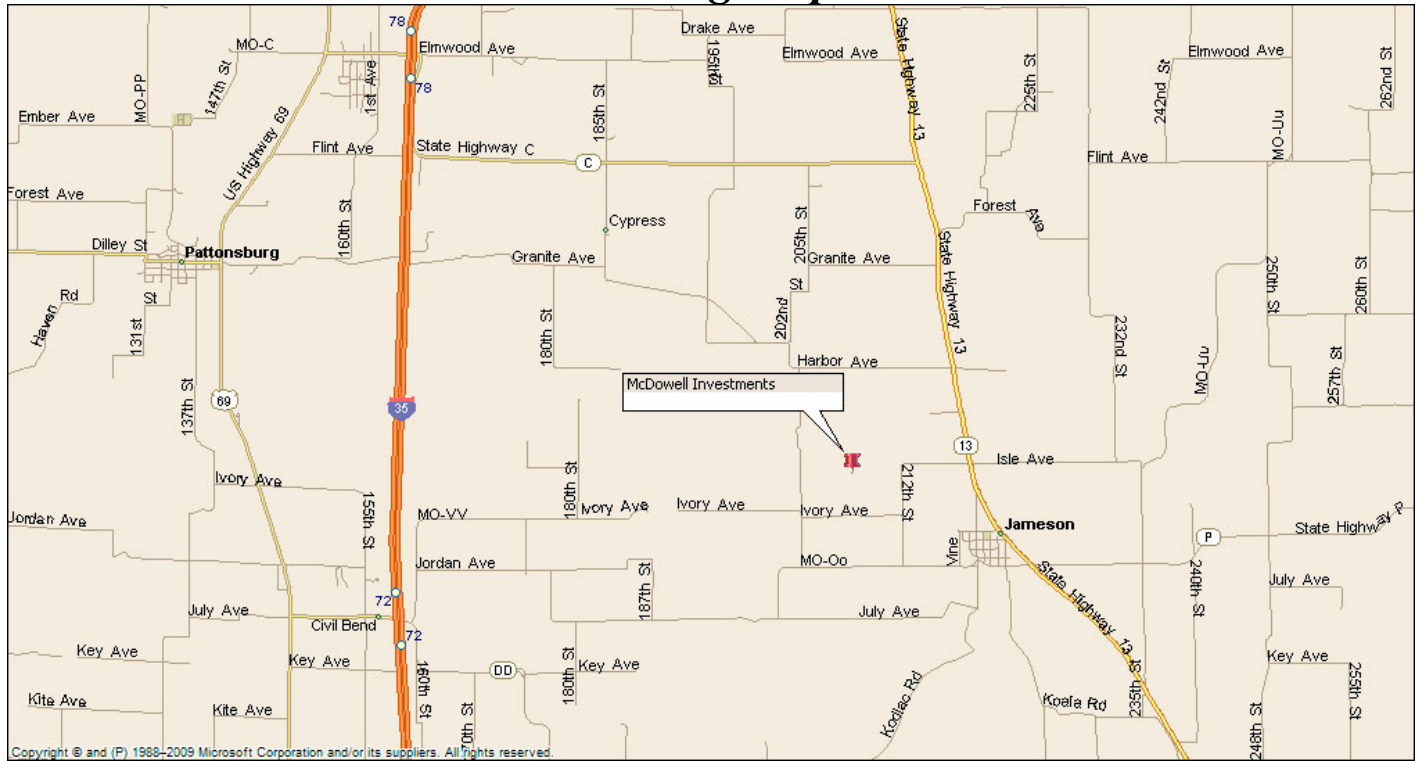 78
Drake Ave
State Highway 13
MO-C
Elmwood Ave
Elmwood Ave
Elmwood Ave
195th St
MO-PP
147th St
1st Ave
78
185th St
225th St
242nd St
262nd St
Ember Ave
US Highway 69
Flint Ave
State Highway C
C
Flint Ave
Forest Ave
160th St
Cypress
205th St
Forest Ave
Dilley St
Pattonsburg
Granite Ave
Granite Ave
State Highway 13
250th St
260th St
Haven Rd
131st St
180th St
202nd St
232nd St
Harbor Ave
257th St
McDowell Investments
137th St
69
35
13
Isle Ave
Ivory Ave
155th St
180th St
212th St
Jordan Ave
MO-VV
Ivory Ave
Ivory Ave
Ivory Ave
Jameson
State Highway P
P
Jordan Ave
187th St
MO-Oo
Vine
State Highway 13
240th St
July Ave
72
July Ave
Civil Bend
72
July Ave
Key Ave
Key Ave
160th St
DD
180th St
Key Ave
Kodiac Rd
Koala Rd
235th St
Key Ave
248th St
255th St
Kite Ave
Kite Ave
Copyright © and (P) 1988–2009 Microsoft Corporation and/or its suppliers. All rights reserved.